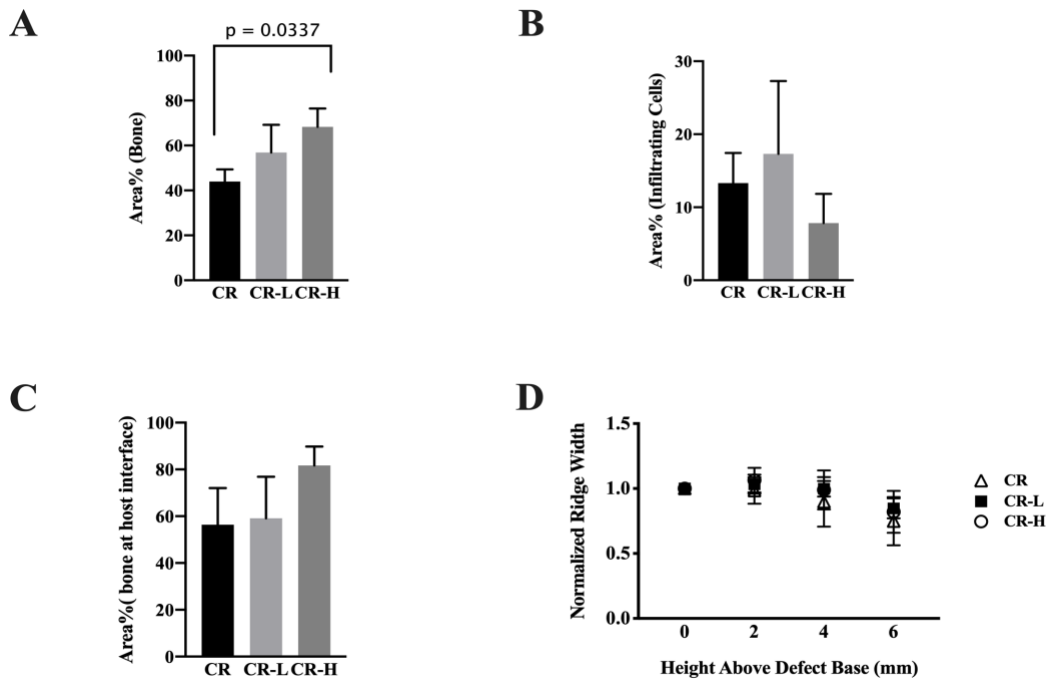 A
p = 0.0337
Area% (Bone)
100
80
60
40
20
0
CR CR-L CR-H
B
Area% (Infiltrating Cells)
30
20
10
0
CR CR-L CR-H
C
Area%( bone at host interface)
100
80
60
40
20
0
CR CR-L CR-H
D
Normalized Ridge Width
1.5
1.0
0.5
0.0
0 2 4 6
Height Above Defect Base (mm)
CR
CR-L
CR-H